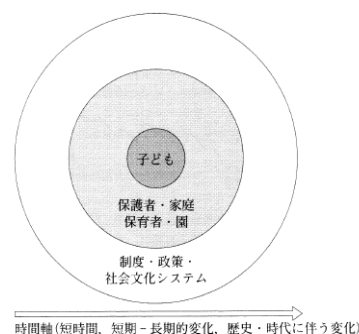 子ども
保護者・家庭
保育者・園
制度・政策・
社会文化システム
時間軸(短時間，短期－長期的変化，歴史・時代に伴う変化)